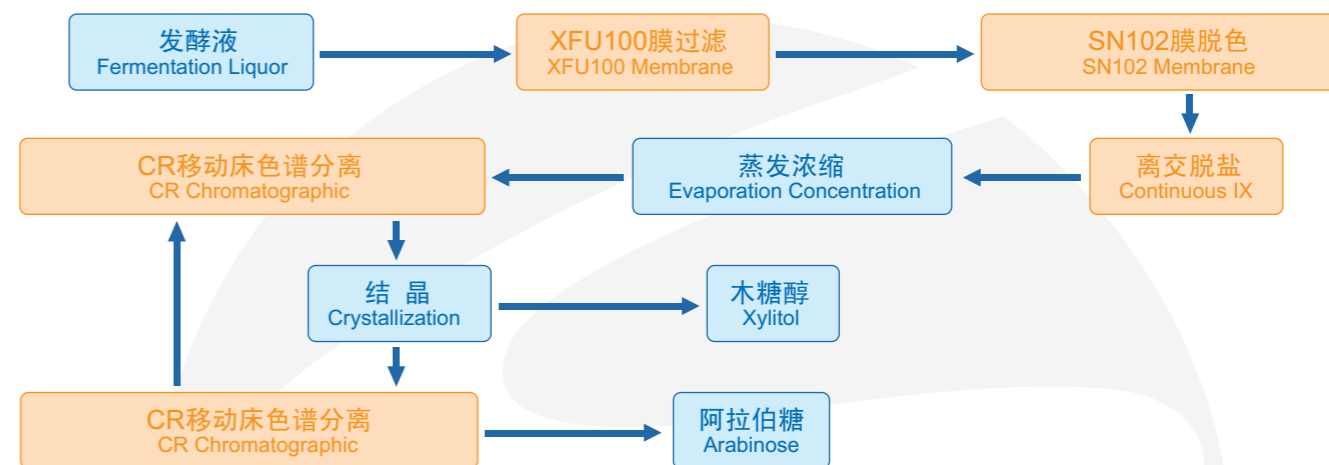 发酵液
Fermentation Liquor
XFU100膜过滤
XFU100 Membrane
SN102膜脱色
SN102 Membrane
CR移动床色谱分离
CR Chromatographic
蒸发浓缩
Evaporation Concentration
离交脱盐
Continuous IX
结 晶
Crystallization
木糖醇
Xylitol
CR移动床色谱分离
CR Chromatographic
阿拉伯糖
Arabinose